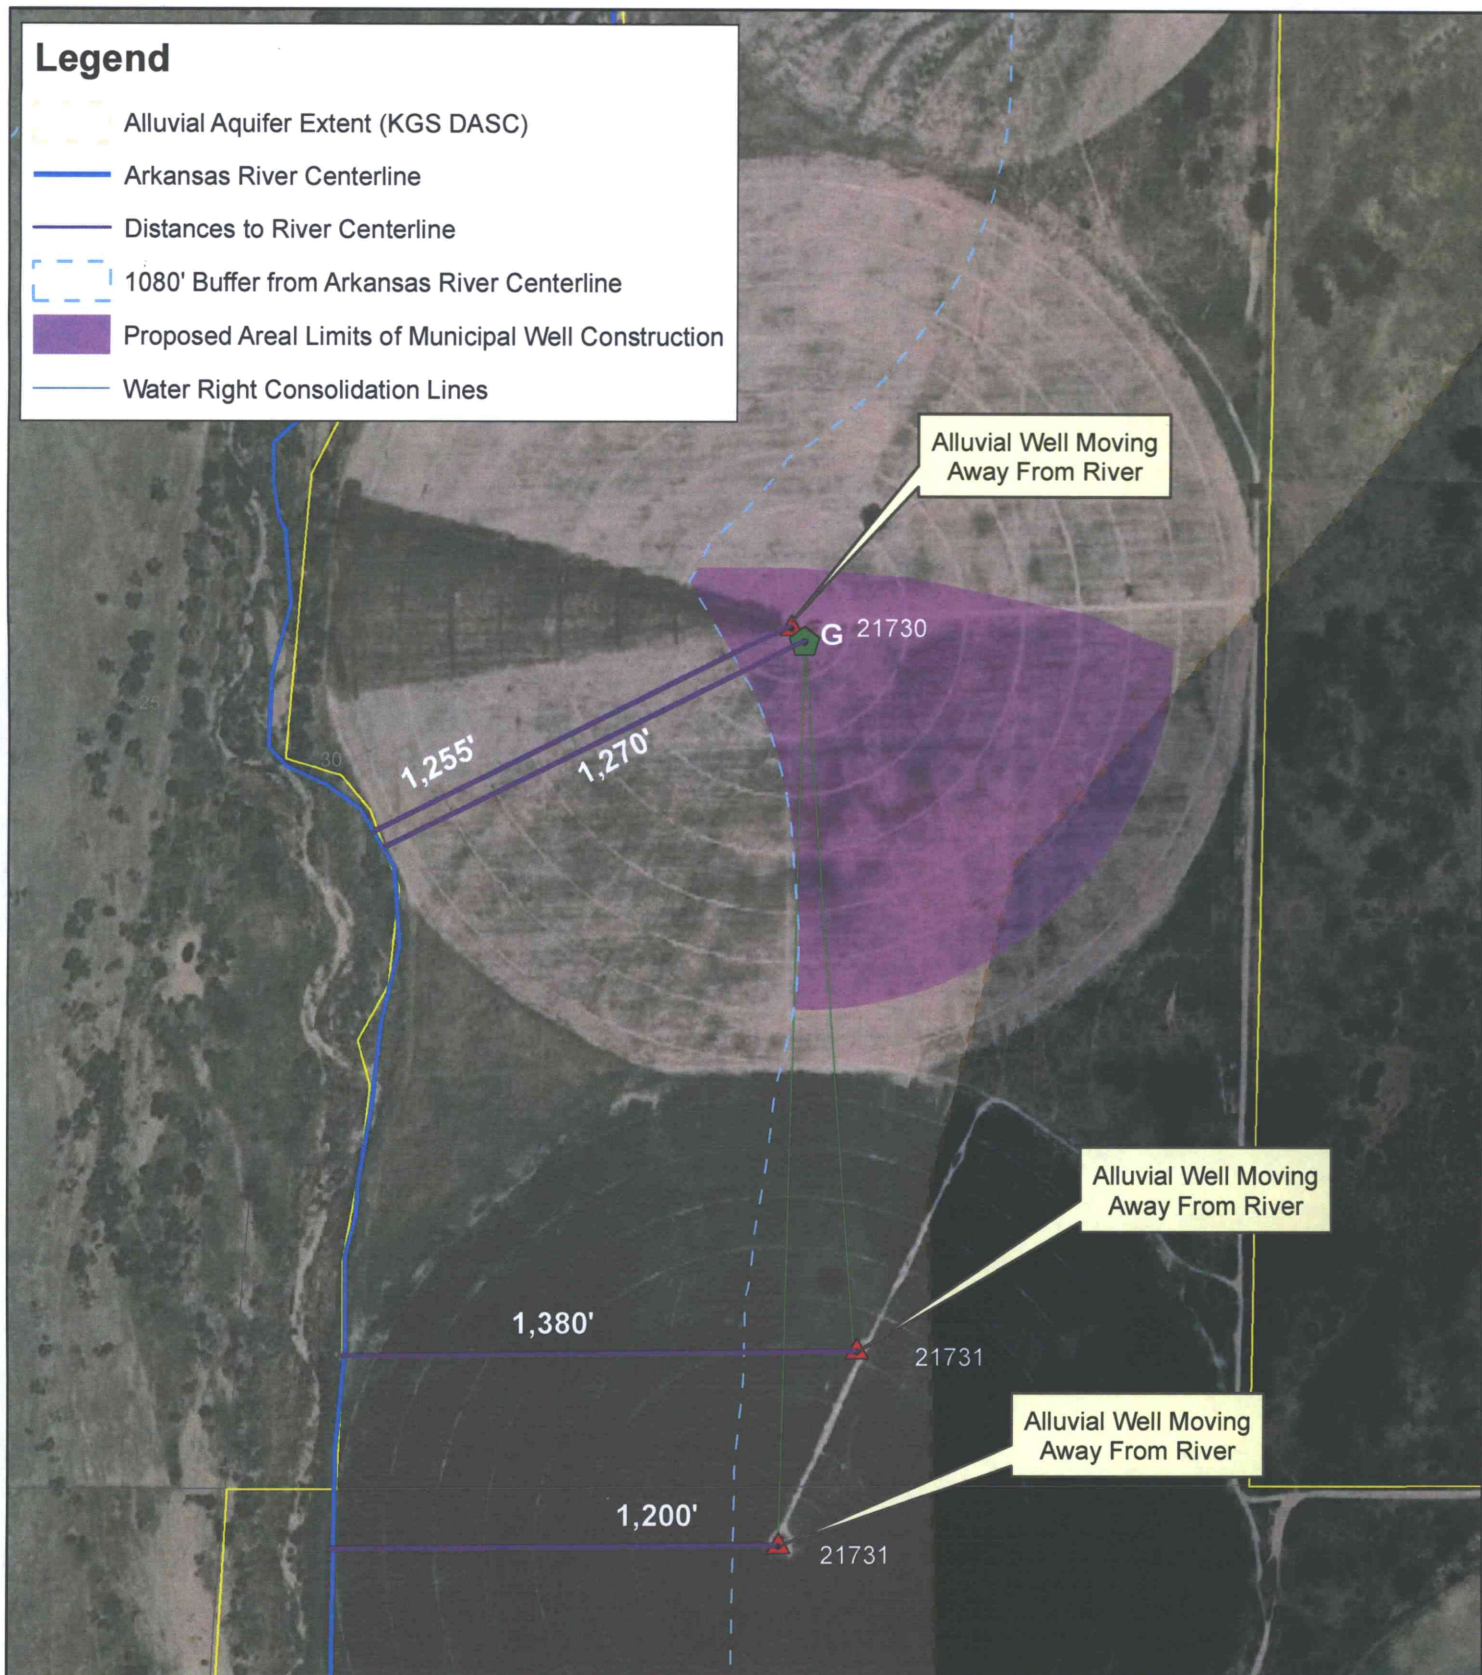 Legend
Alluvial Aquifer Extent (KGS DASC)
Arkansas River Centerline
Distances to River Centerline
1080' Buffer from Arkansas River Centerline
Proposed Areal Limits of Municipal Well Construction
Water Right Consolidation Lines
Alluvial Well Moving
Away From River
G 21730
25
30
1,255'
1,270'
Alluvial Well Moving
Away From River
1,380'
21731
Alluvial Well Moving
Away From River
1,200'
21731